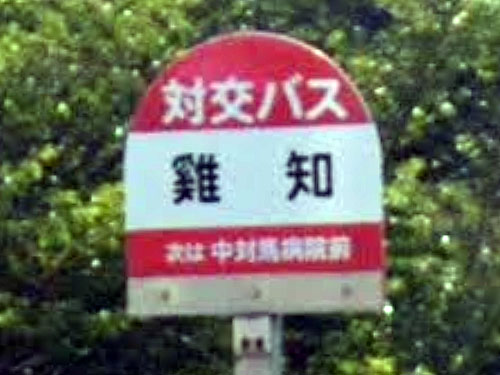 対交バス
雞知
次は 中対馬病院前